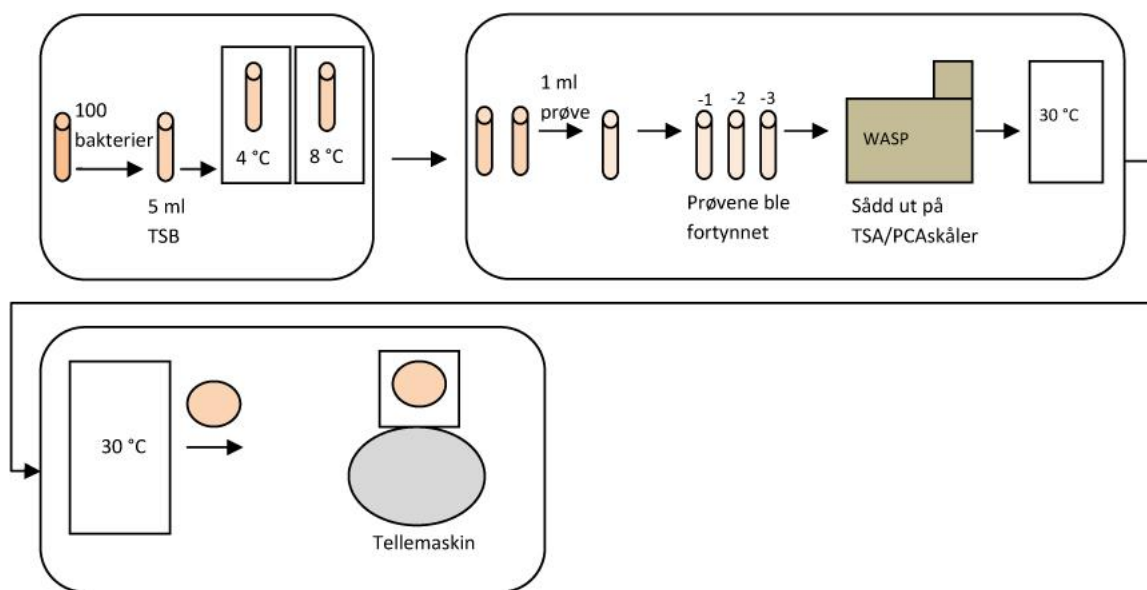 100
bakterier
5 ml
TSB
4 °C
8 °C
1 ml
prøve
-1
-2
-3
Prøvene ble
fortynnet
WASP
Sådd ut på
TSA/PCAskåler
30 °C
30 °C
Tellemaskin